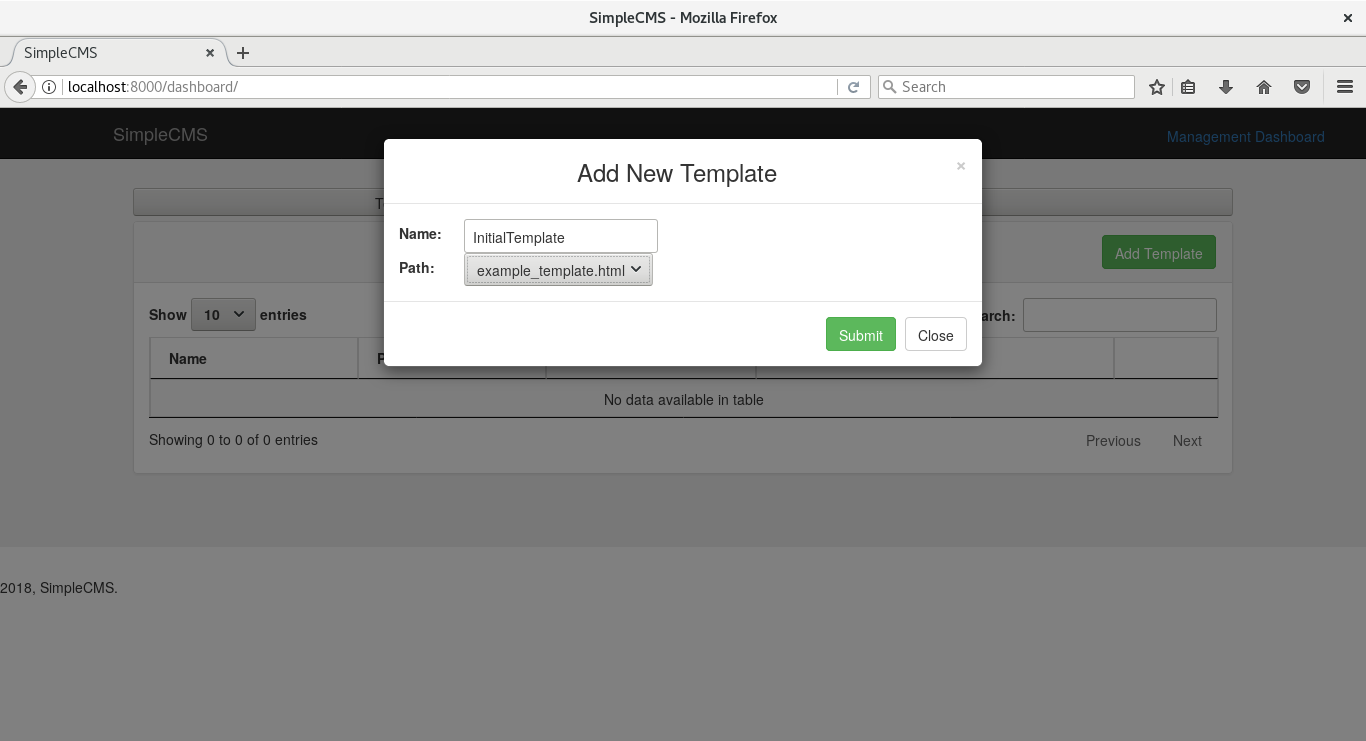 SimpleCMS - Mozilla Firefox
SimpleCMS
localhost:8000/dashboard/
Search
SimpleCMS
Management Dashboard
Add New Template
×
Name:
InitialTemplate
Add Template
Path:
example_template.html
Show 10 entries
arch:
Submit
Close
Name
No data available in table
Showing 0 to 0 of 0 entries
Previous
Next
2018, SimpleCMS.